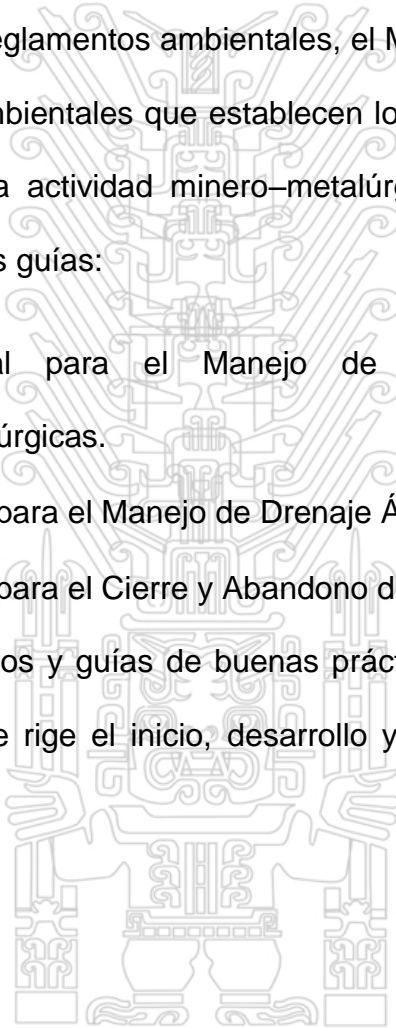 eglamentos ambientales, el M
mbientales que establecen lo
a actividad minero–metalúrg
s guías:
al para el Manejo de
úrgicas.
para el Manejo de Drenaje Á
para el Cierre y Abandono d
os y guías de buenas práct
e rige el inicio, desarrollo y